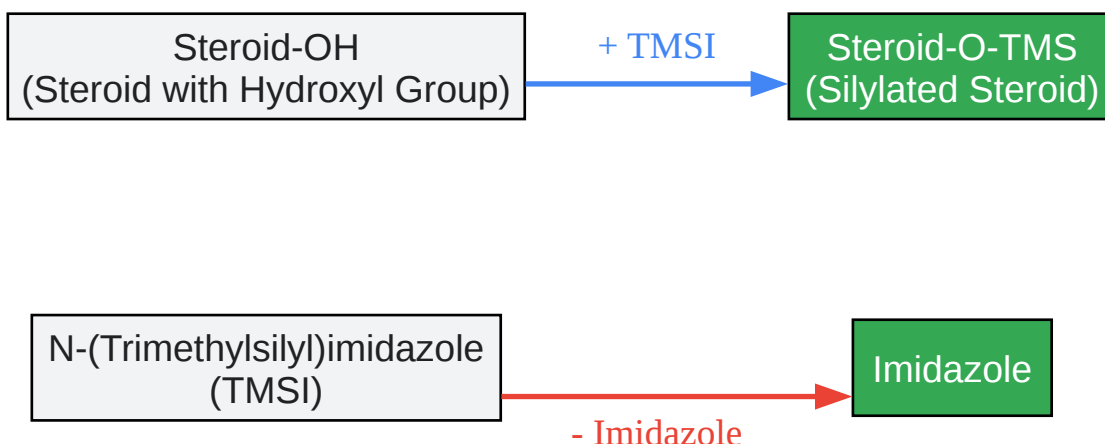 Steroid-OH
(Steroid with Hydroxyl Group)
+ TMSI
Steroid-O-TMS
(Silylated Steroid)
N-(Trimethylsilyl)imidazole
(TMSI)
- Imidazole
Imidazole